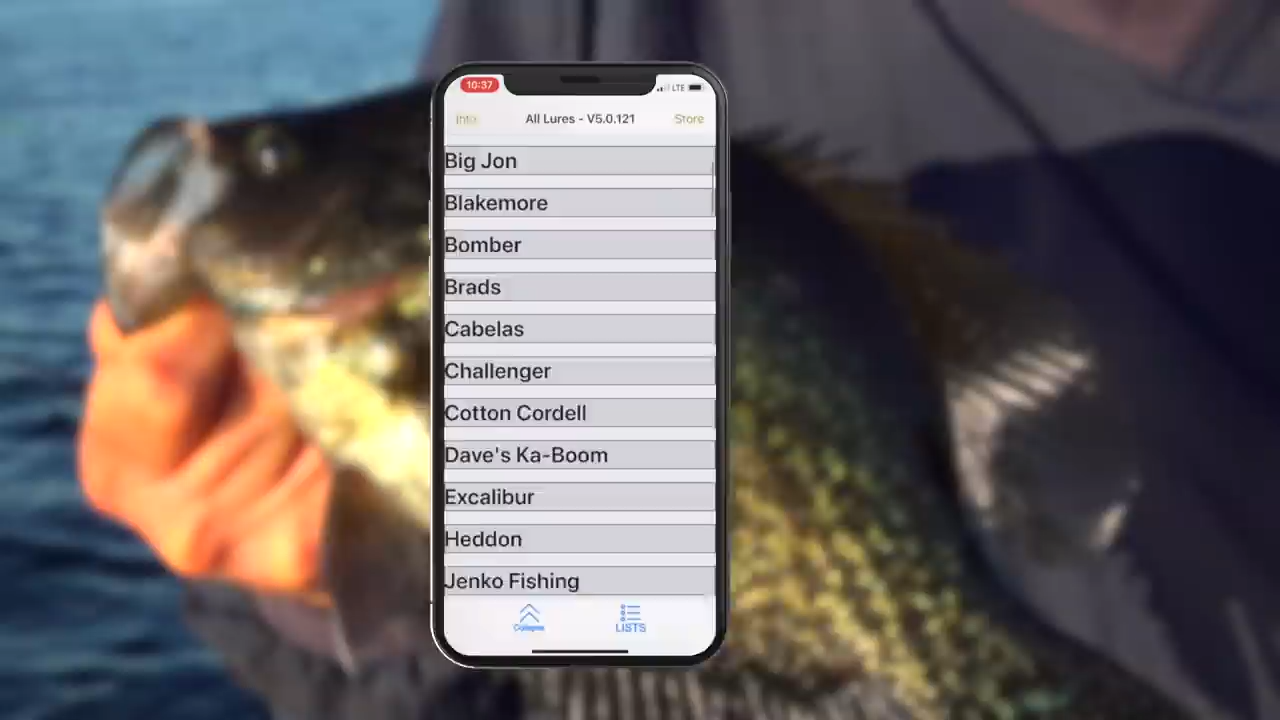 10:37
LTE
Info
All Lures - V5.0.121
Store
Big Jon
Blakemore
Bomber
Brads
Cabelas
Challenger
Cotton Cordell
Dave's Ka-Boom
Excalibur
Heddon
Jenko Fishing
Collapse
LISTS